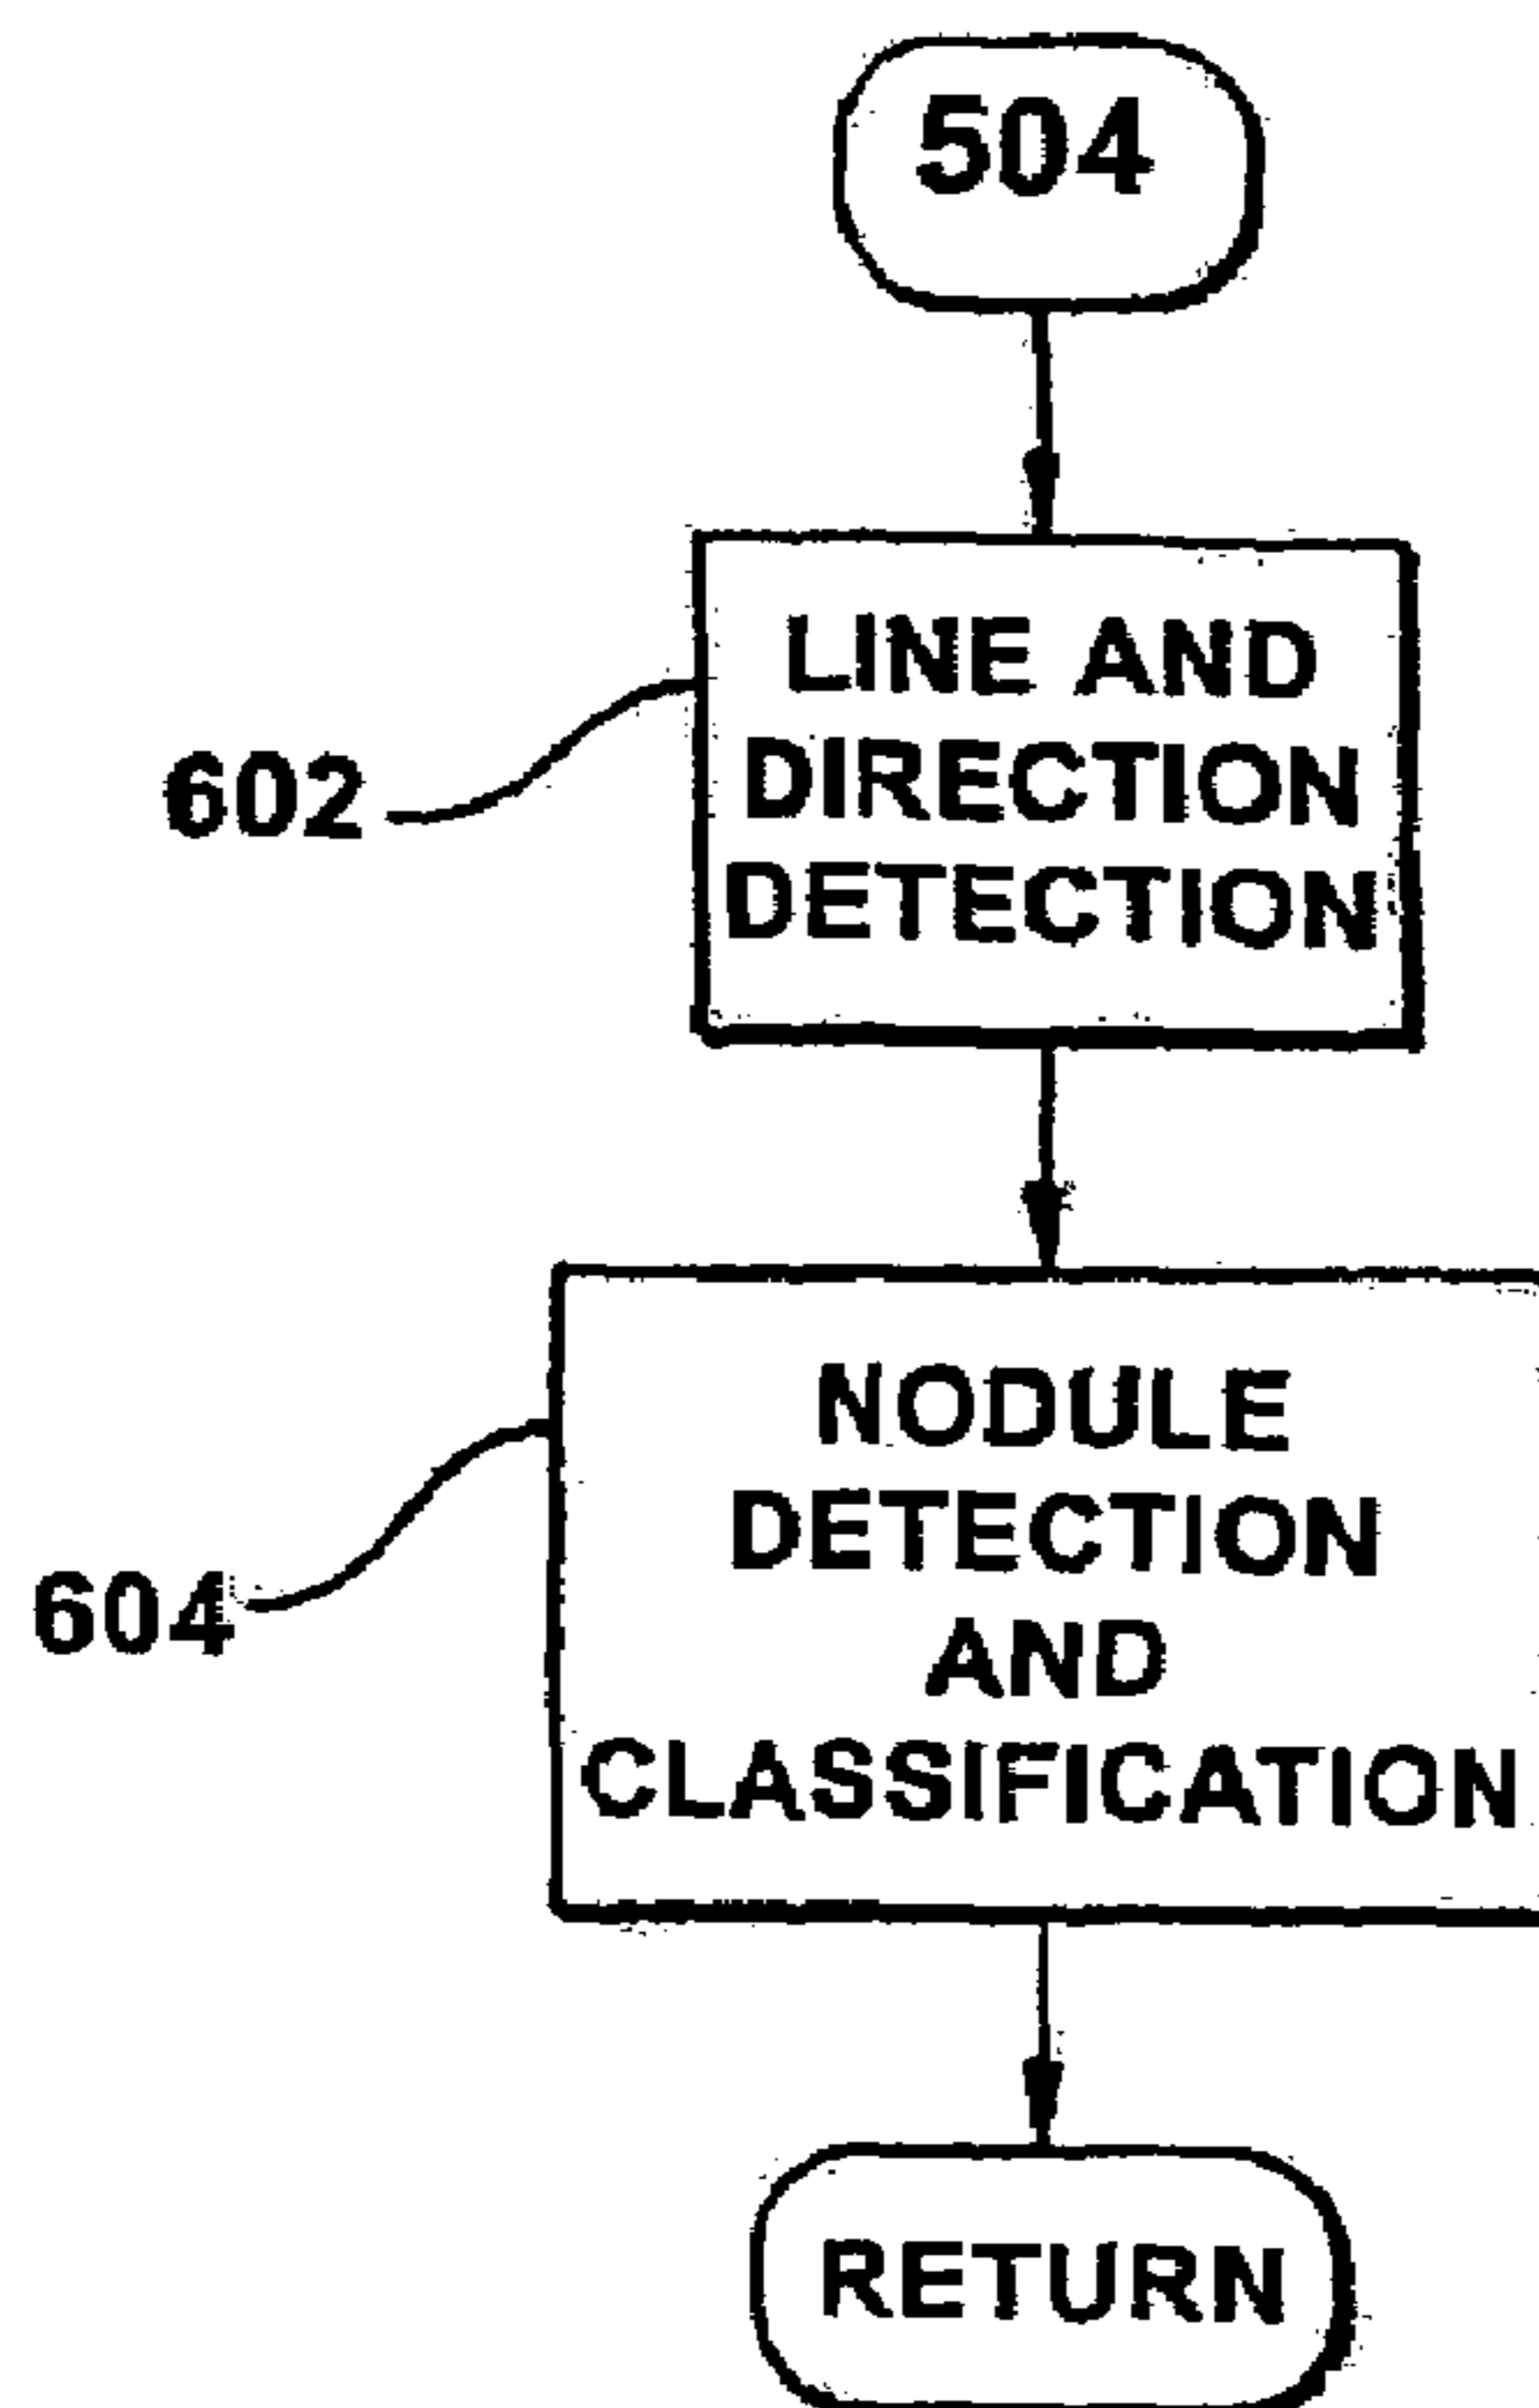 504
LINE AND
DIRECTION
DETECTION
602
NODULE
DETECTION
AND
CLASSIFICATION
604
RETURN